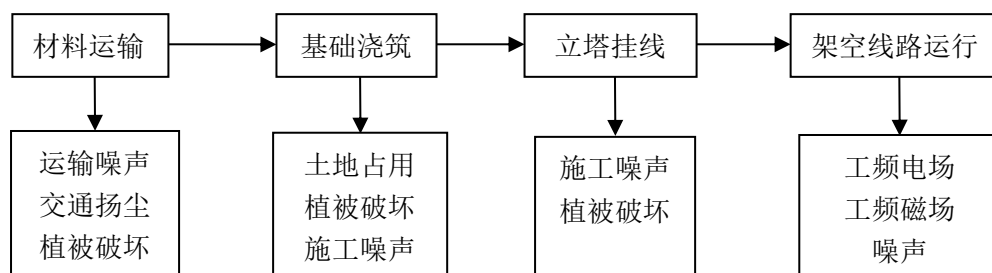 材料运输
基础浇筑
立塔挂线
架空线路运行
运输噪声
交通扬尘
植被破坏
土地占用
植被破坏
施工噪声
施工噪声
植被破坏
工频电场
工频磁场
噪声